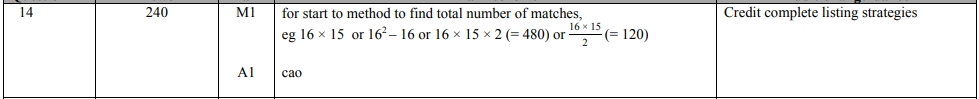 14 240 M1 for start to method to find total number of matches, Credit complete listing strategies
eg 16 × 15 or 16² – 16 or 16 × 15 × 2 (= 480) or 16 × 15 / 2 (= 120)
A1 cao